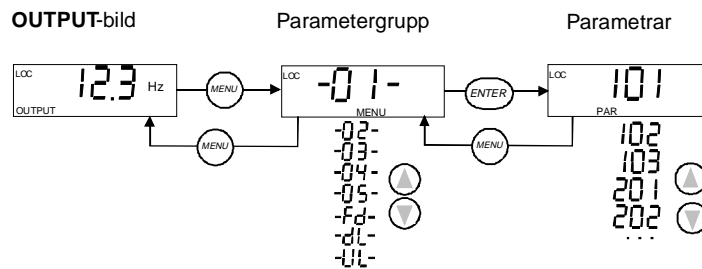 OUTPUT-bild Parametergrupp Parametrar
LOC 12.3 Hz OUTPUT
MENU
LOC -01- MENU
ENTER
LOC 101 PAR
MENU
MENU
-02-
-03-
-04-
-05-
-Fd-
-dL-
-UL-
102
103
201
202
...